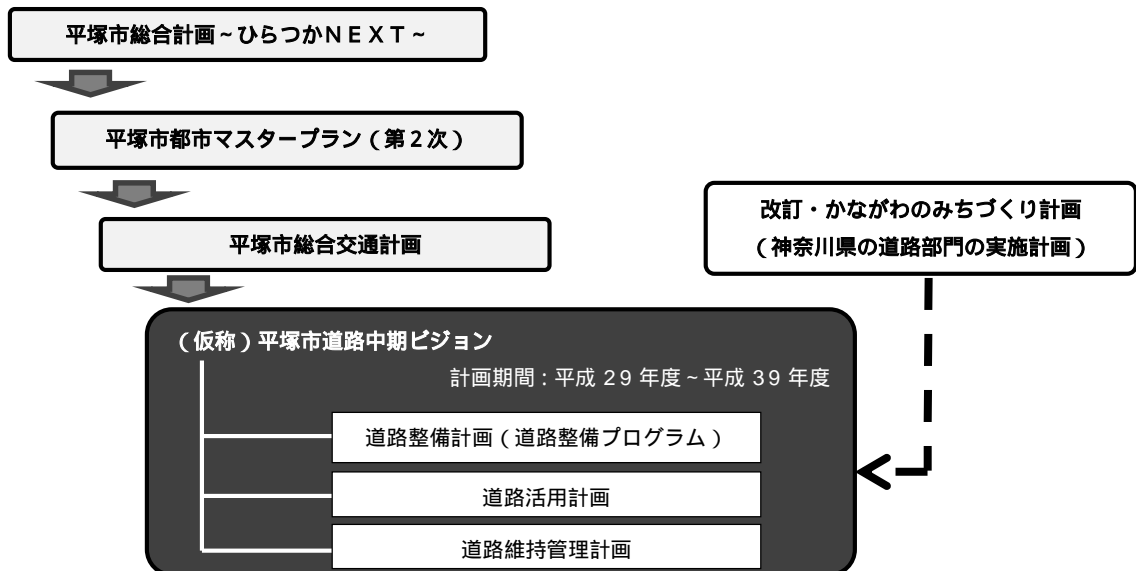 平塚市総合計画~ひらつかＮＥＸＴ~
平塚市都市マスタープラン（第２次）
平塚市総合交通計画
改訂・かながわのみちづくり計画
（神奈川県の道路部門の実施計画）
（仮称）平塚市道路中期ビジョン
計画期間：平成 29 年度~平成 39 年度
道路整備計画（道路整備プログラム）
道路活用計画
道路維持管理計画